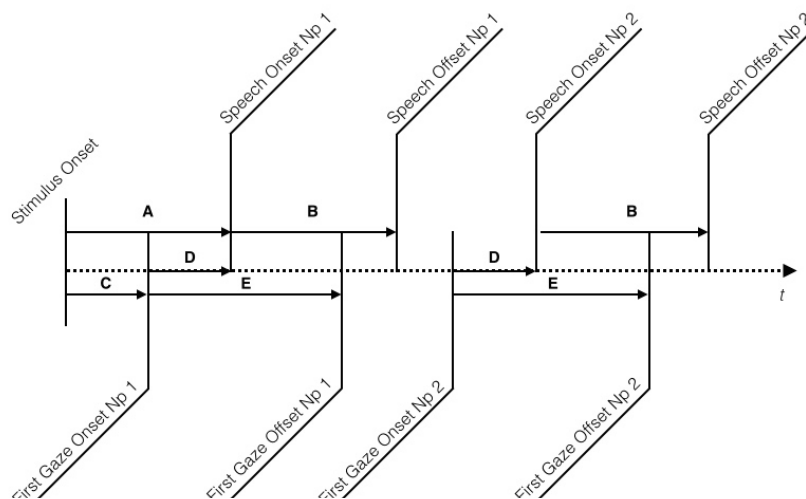 Stimulus Onset
Speech Onset Np 1
Speech Offset Np 1
Speech Onset Np 2
Speech Offset Np 2
A
B
B
D
D
C
E
E
t
First Gaze Onset Np 1
First Gaze Offset Np 1
First Gaze Onset Np 2
First Gaze Offset Np 2